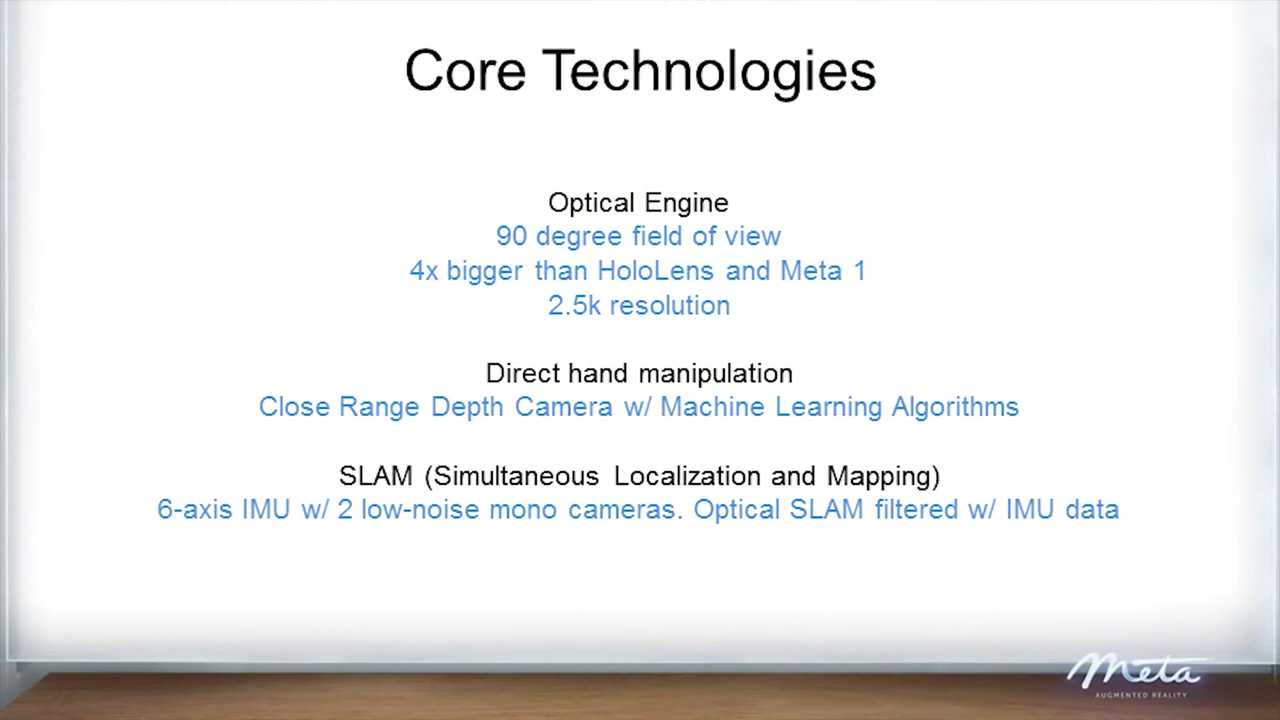 Core Technologies
Optical Engine
90 degree field of view
4x bigger than HoloLens and Meta 1
2.5k resolution
Direct hand manipulation
Close Range Depth Camera w/ Machine Learning Algorithms
SLAM (Simultaneous Localization and Mapping)
6-axis IMU w/ 2 low-noise mono cameras. Optical SLAM filtered w/ IMU data
Meta
AUGMENTED REALITY